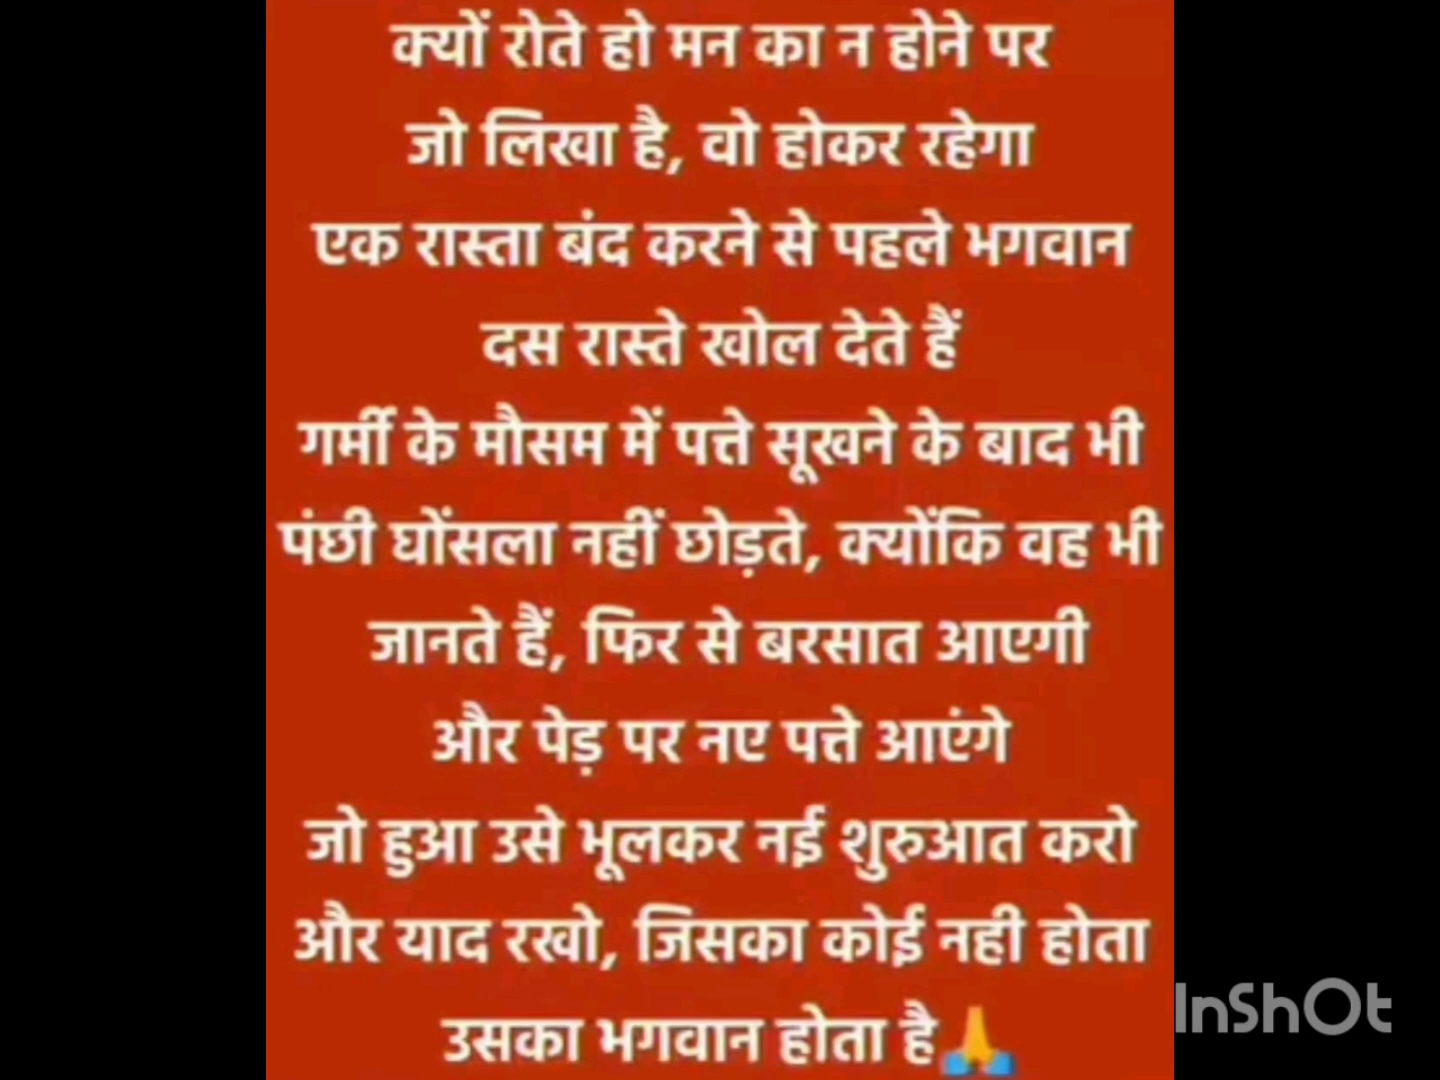 क्यों रोते हो मन का न होने पर
जो लिखा है, वो होकर रहेगा
एक रास्ता बंद करने से पहले भगवान
दस रास्ते खोल देते हैं
गर्मी के मौसम में पत्ते सूखने के बाद भी
पंछी घोंसला नहीं छोड़ते, क्योंकि वह भी
जानते हैं, फिर से बरसात आएगी
और पेड़ पर नए पत्ते आएंगे
जो हुआ उसे भूलकर नई शुरुआत करो
और याद रखो, जिसका कोई नही होता
उसका भगवान होता है🙏
InShOt